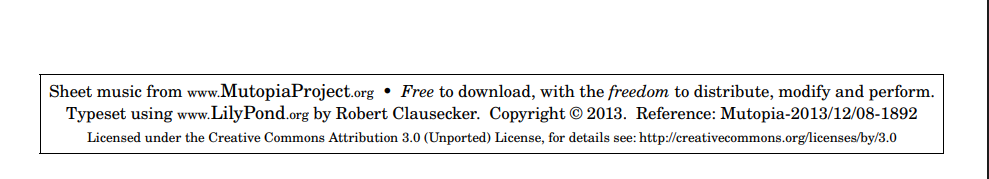 Sheet music from www.MutopiaProject.org • Free to download, with the freedom to distribute, modify and perform.
Typeset using www.LilyPond.org by Robert Clausecker. Copyright © 2013. Reference: Mutopia-2013/12/08-1892
Licensed under the Creative Commons Attribution 3.0 (Unported) License, for details see: http://creativecommons.org/licenses/by/3.0